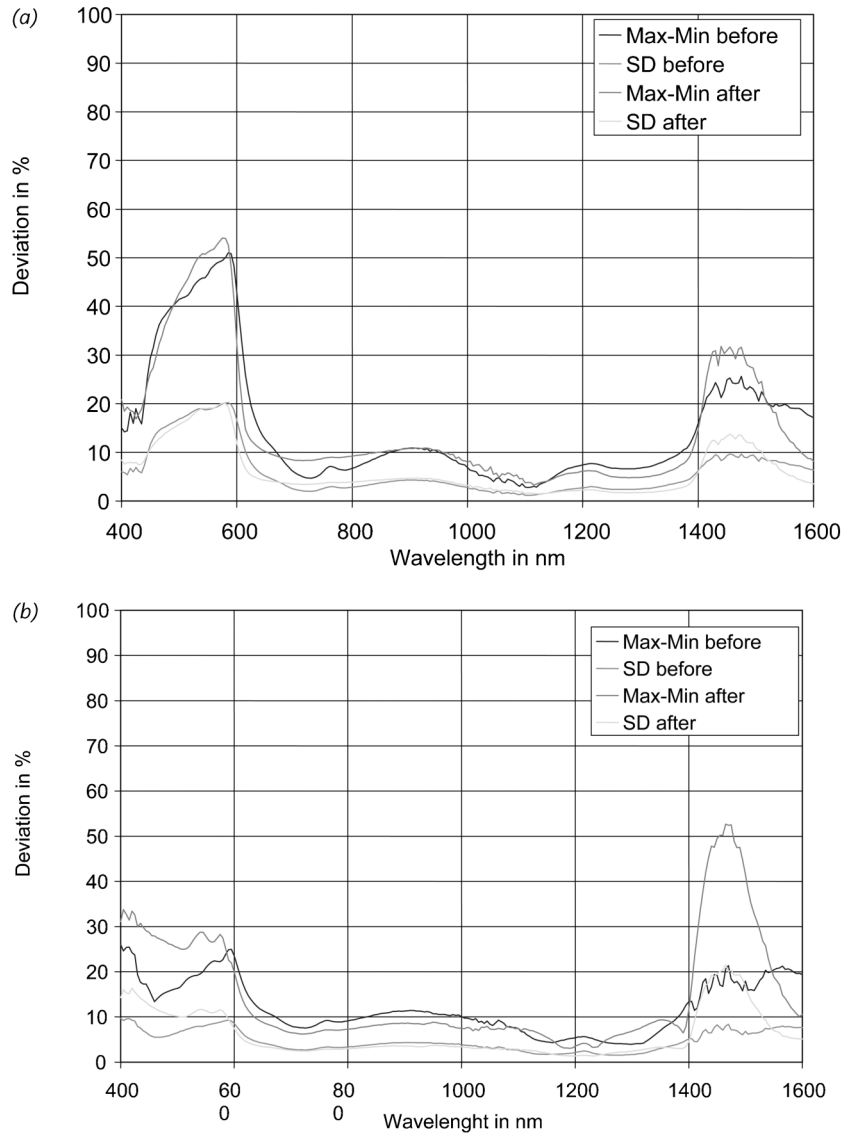 (a)
100
90
80
70
60
50
40
30
20
10
0
Deviation in %
Max-Min before
SD before
Max-Min after
SD after
400 600 800 1000 1200 1400 1600
Wavelength in nm
(b)
100
90
80
70
60
50
40
30
20
10
0
Deviation in %
Max-Min before
SD before
Max-Min after
SD after
400 60 80 1000 1200 1400 1600
0 0
Wavelenght in nm